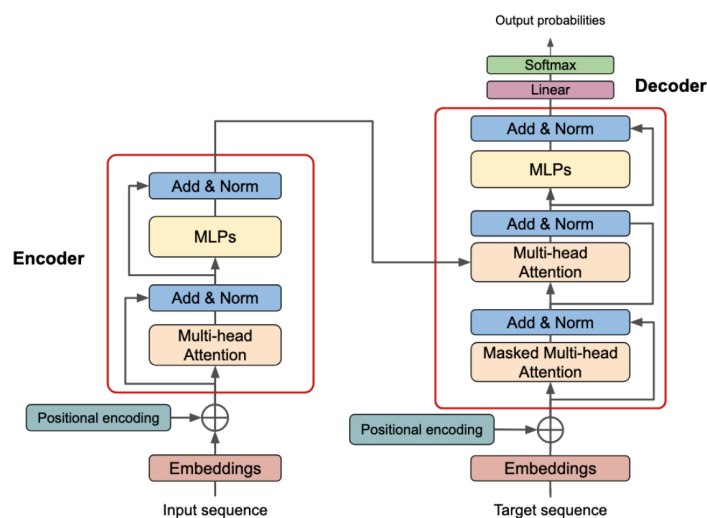 Output probabilities
Softmax
Linear
Decoder
Add & Norm
MLPs
Add & Norm
Multi-head
Attention
Add & Norm
Masked Multi-head
Attention
Positional encoding
Embeddings
Target sequence
Encoder
Add & Norm
MLPs
Add & Norm
Multi-head
Attention
Positional encoding
Embeddings
Input sequence